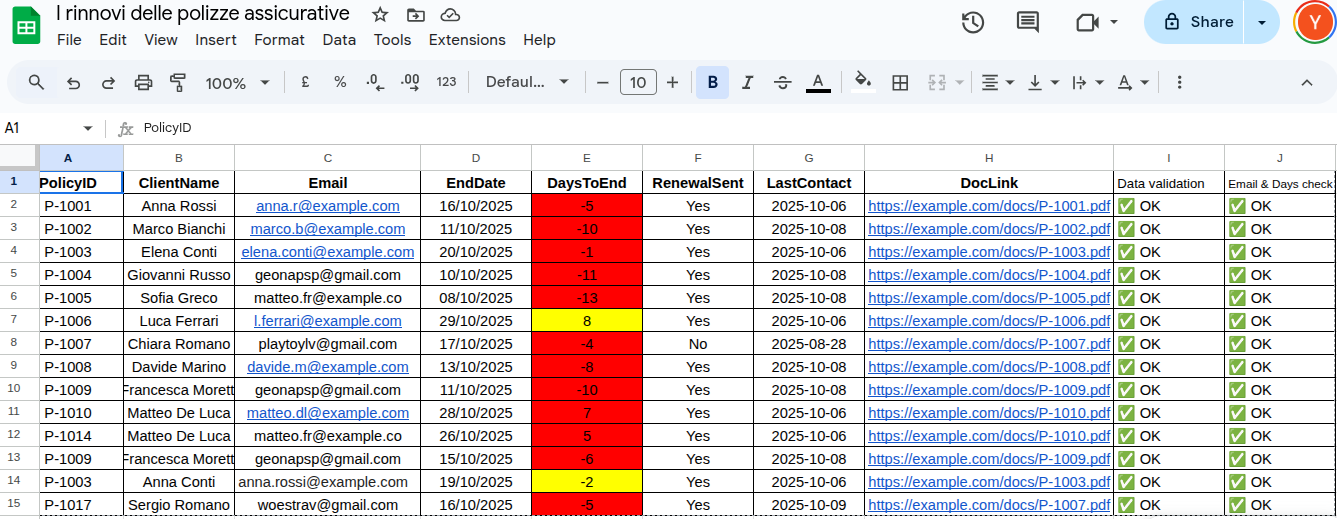 I rinnovi delle polizze assicurative
File Edit View Insert Format Data Tools Extensions Help
Share
Y
100% £ % .0 .00 123 Defaul... 10 B I S A A
A1 fx PolicyID
A B C D E F G H I J
1 PolicyID ClientName Email EndDate DaysToEnd RenewalSent LastContact DocLink Data validation Email & Days check
2 P-1001 Anna Rossi anna.r@example.com 16/10/2025 -5 Yes 2025-10-06 https://example.com/docs/P-1001.pdf ✅ OK ✅ OK
3 P-1002 Marco Bianchi marco.b@example.com 11/10/2025 -10 Yes 2025-10-08 https://example.com/docs/P-1002.pdf ✅ OK ✅ OK
4 P-1003 Elena Conti elena.conti@example.com 20/10/2025 -1 Yes 2025-10-06 https://example.com/docs/P-1003.pdf ✅ OK ✅ OK
5 P-1004 Giovanni Russo geonapsp@gmail.com 10/10/2025 -11 Yes 2025-10-08 https://example.com/docs/P-1004.pdf ✅ OK ✅ OK
6 P-1005 Sofia Greco matteo.fr@example.co 08/10/2025 -13 Yes 2025-10-08 https://example.com/docs/P-1005.pdf ✅ OK ✅ OK
7 P-1006 Luca Ferrari l.ferrari@example.com 29/10/2025 8 Yes 2025-10-06 https://example.com/docs/P-1006.pdf ✅ OK ✅ OK
8 P-1007 Chiara Romano playtoylv@gmail.com 17/10/2025 -4 No 2025-08-28 https://example.com/docs/P-1007.pdf ✅ OK ✅ OK
9 P-1008 Davide Marino davide.m@example.com 13/10/2025 -8 Yes 2025-10-08 https://example.com/docs/P-1008.pdf ✅ OK ✅ OK
10 P-1009 Francesca Morett geonapsp@gmail.com 11/10/2025 -10 Yes 2025-10-08 https://example.com/docs/P-1009.pdf ✅ OK ✅ OK
11 P-1010 Matteo De Luca matteo.dl@example.com 28/10/2025 7 Yes 2025-10-06 https://example.com/docs/P-1010.pdf ✅ OK ✅ OK
12 P-1014 Matteo De Luca matteo.fr@example.co 26/10/2025 5 Yes 2025-10-06 https://example.com/docs/P-1010.pdf ✅ OK ✅ OK
13 P-1009 Francesca Morett geonapsp@gmail.com 15/10/2025 -6 Yes 2025-10-08 https://example.com/docs/P-1009.pdf ✅ OK ✅ OK
14 P-1003 Anna Conti anna.rossi@example.com 19/10/2025 -2 Yes 2025-10-06 https://example.com/docs/P-1003.pdf ✅ OK ✅ OK
15 P-1017 Sergio Romano woestrav@gmail.com 16/10/2025 -5 Yes 2025-10-09 https://example.com/docs/P-1007.pdf ✅ OK ✅ OK